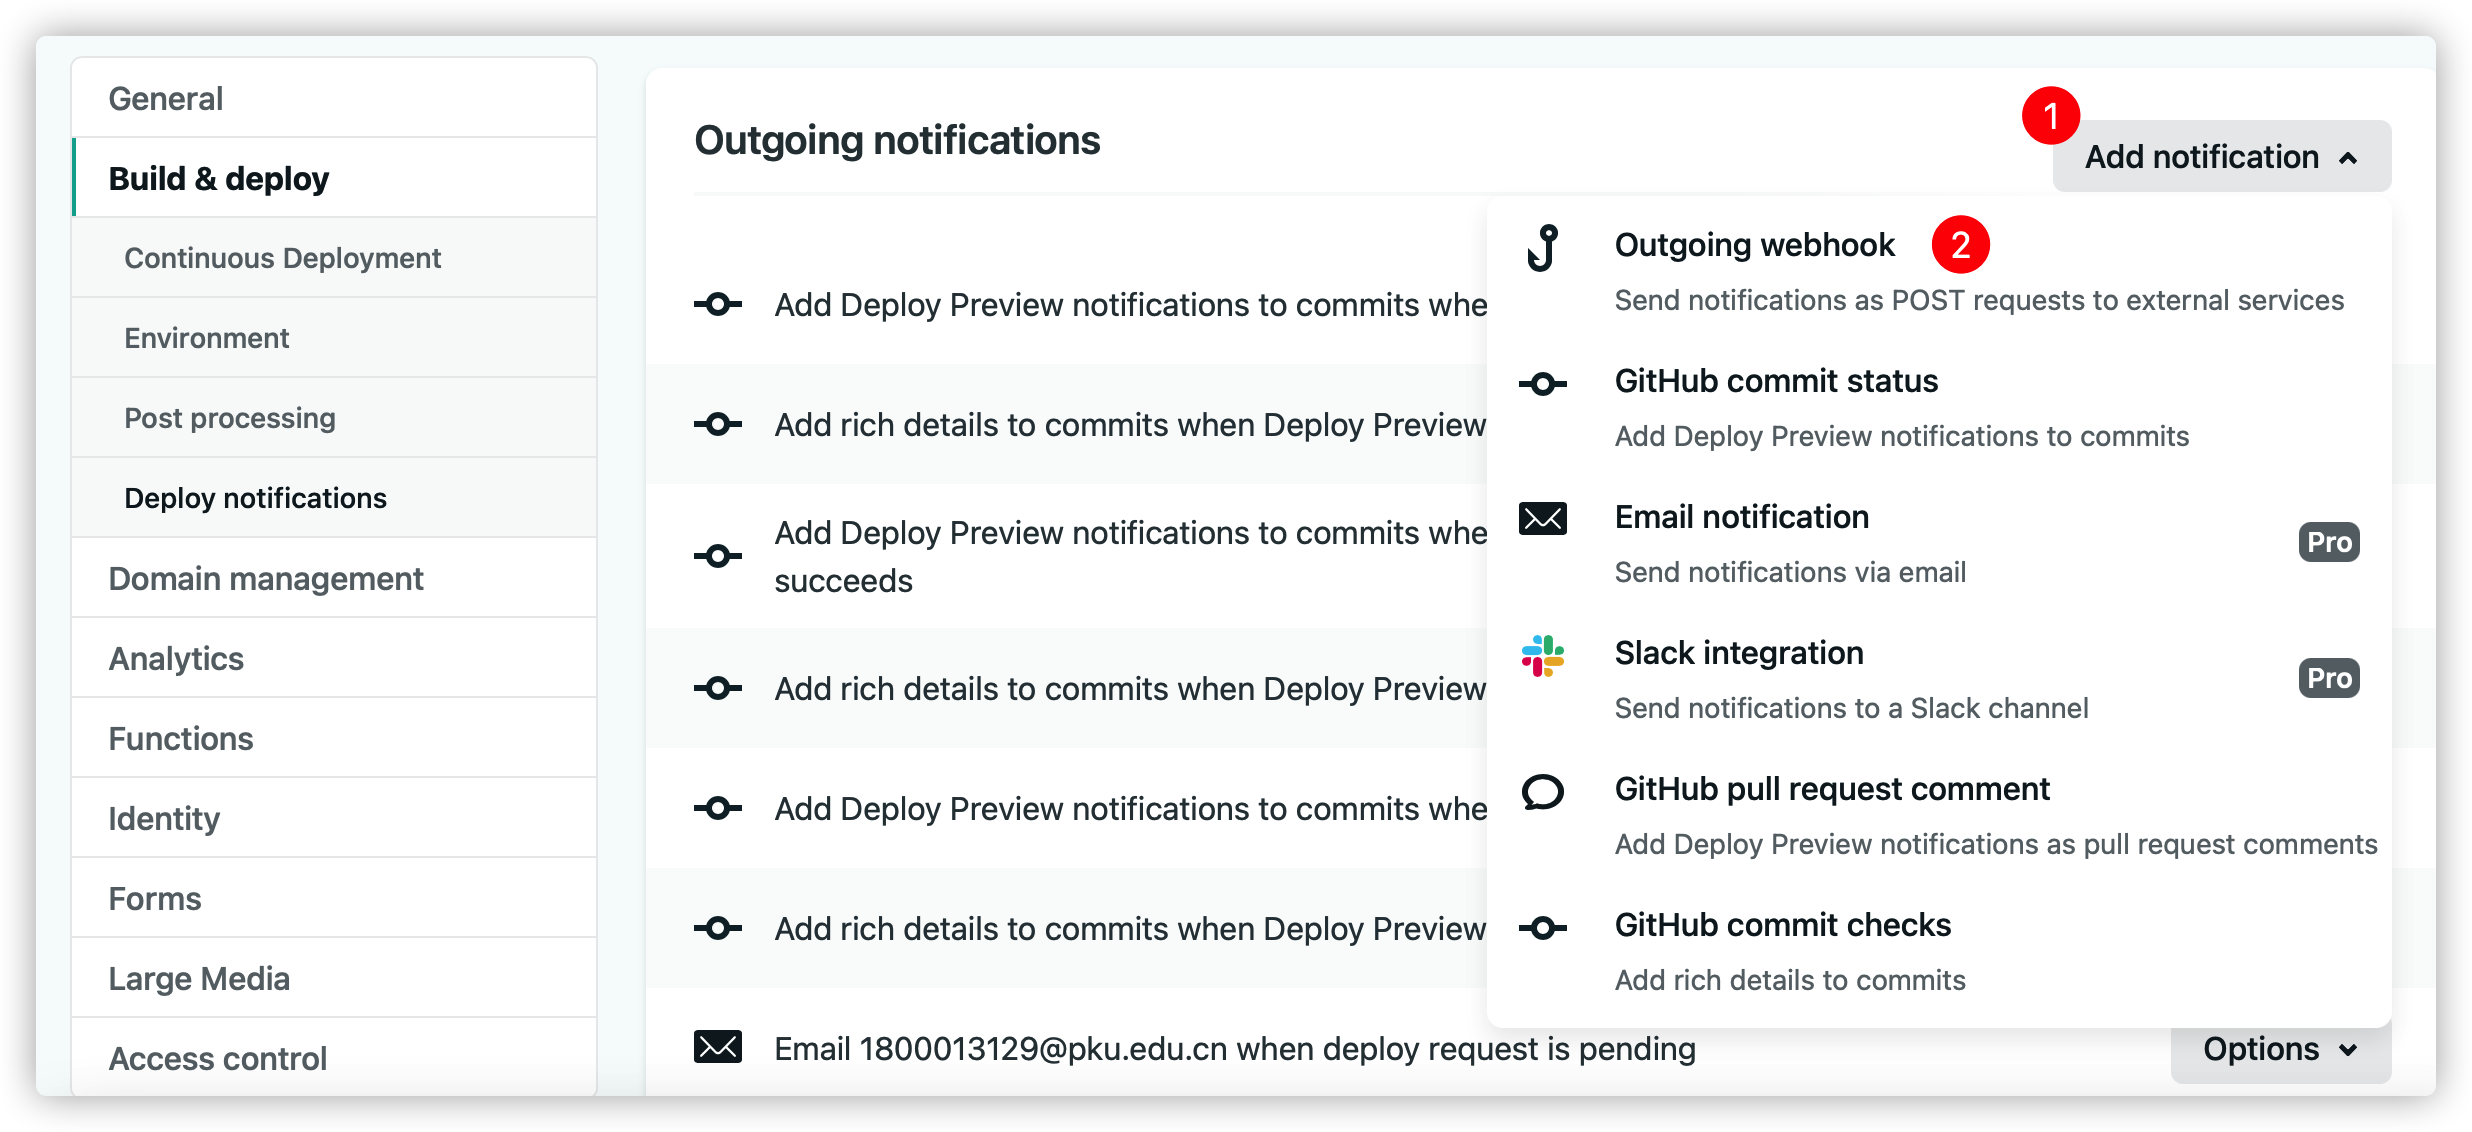 General
Build & deploy
Continuous Deployment
Environment
Post processing
Deploy notifications
Domain management
Analytics
Functions
Identity
Forms
Large Media
Access control
Outgoing notifications
1
Add notification
Add Deploy Preview notifications to commits whe
Add rich details to commits when Deploy Preview
Add Deploy Preview notifications to commits whe
succeeds
Add rich details to commits when Deploy Preview
Add Deploy Preview notifications to commits whe
Add rich details to commits when Deploy Preview
Email 1800013129@pku.edu.cn when deploy request is pending
Options
Outgoing webhook 2
Send notifications as POST requests to external services
GitHub commit status
Add Deploy Preview notifications to commits
Email notification
Send notifications via email
Pro
Slack integration
Send notifications to a Slack channel
Pro
GitHub pull request comment
Add Deploy Preview notifications as pull request comments
GitHub commit checks
Add rich details to commits